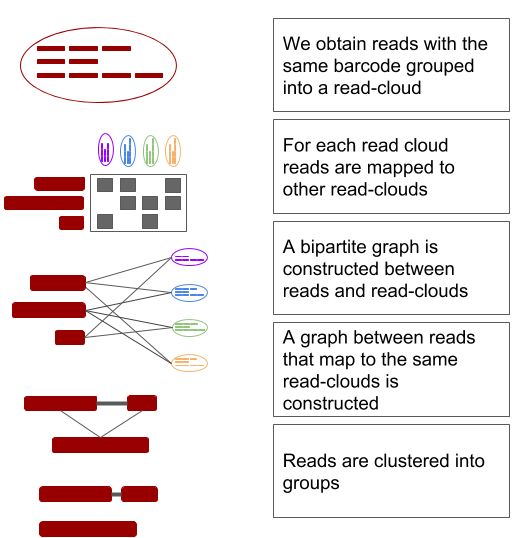 We obtain reads with the
same barcode grouped
into a read-cloud
For each read cloud
reads are mapped to
other read-clouds
A bipartite graph is
constructed between
reads and read-clouds
A graph between reads
that map to the same
read-clouds is
constructed
Reads are clustered into
groups